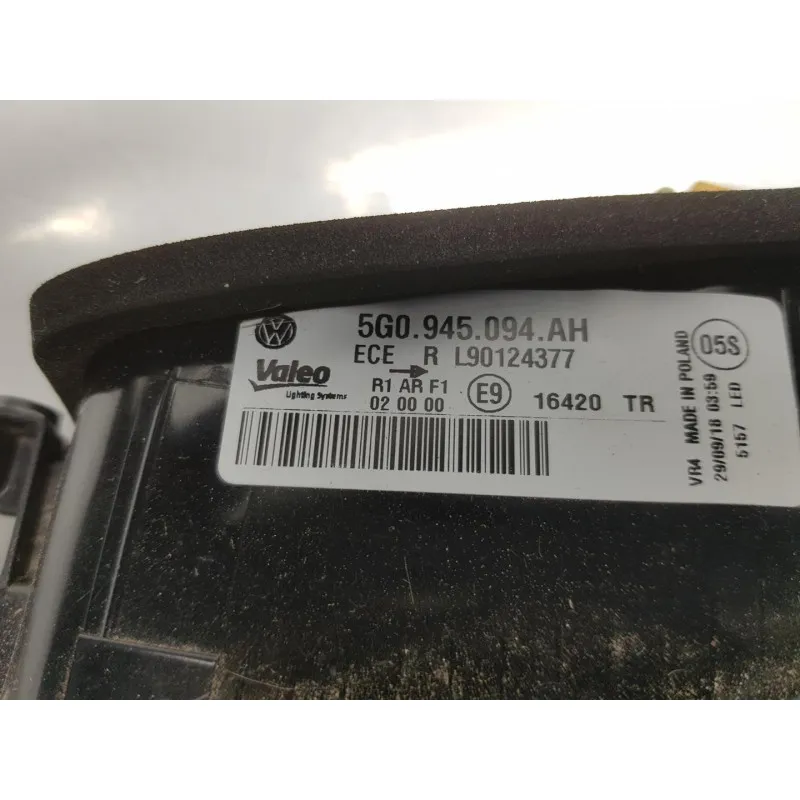 5G0.945.094.AH
ECE R L90124377
Valeo
Lighting Systems
R1 AR F1
02 00 00
E9
16420 TR
05S
VR4 MADE IN POLAND
29/09/18 03:59
5157 LED